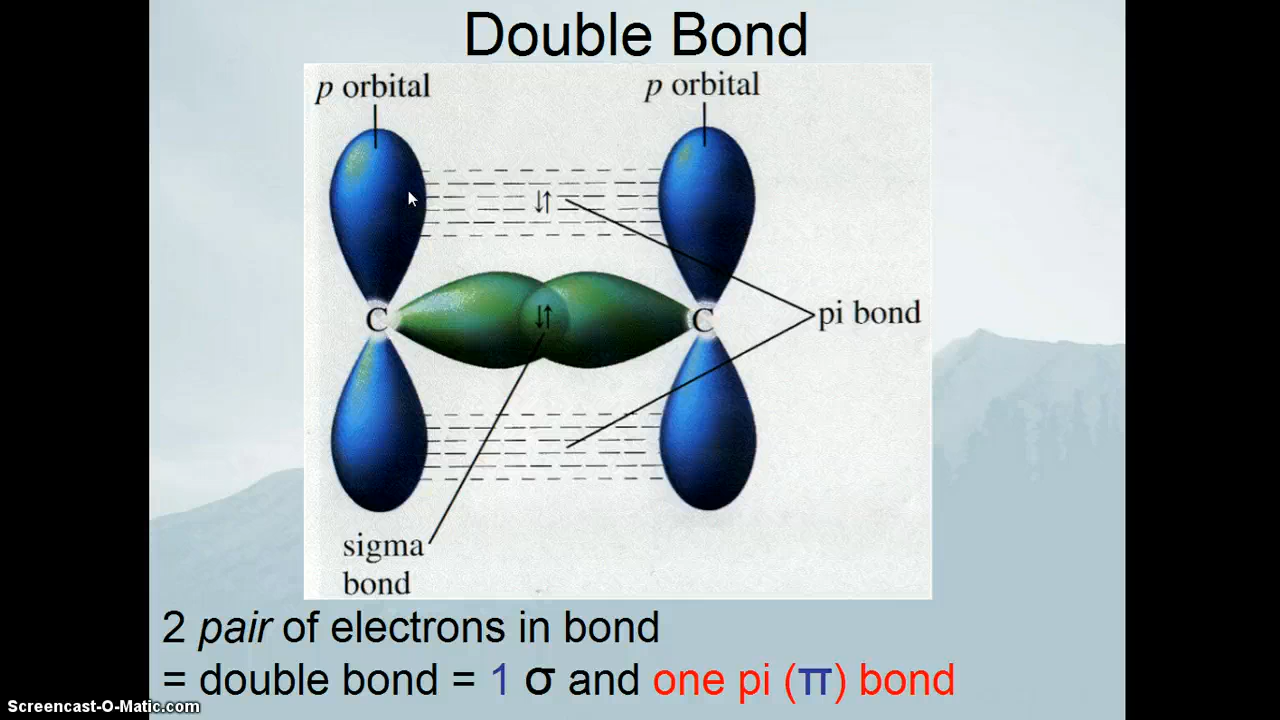 Double Bond
p orbital
p orbital
↓↑
C
↓↑
C
pi bond
sigma
bond
2 pair of electrons in bond
= double bond = 1 σ and one pi (π) bond
Screencast-O-Matic.com